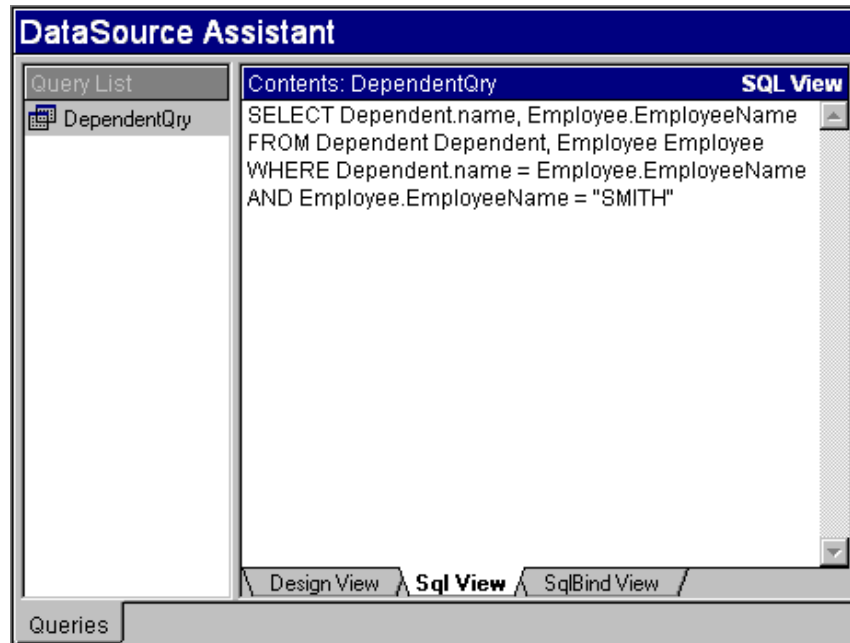 DataSource Assistant
Query List
DependentQry
Contents: DependentQry SQL View
SELECT Dependent.name, Employee.EmployeeName
FROM Dependent Dependent, Employee Employee
WHERE Dependent.name = Employee.EmployeeName
AND Employee.EmployeeName = "SMITH"
Design View Sql View SqlBind View
Queries